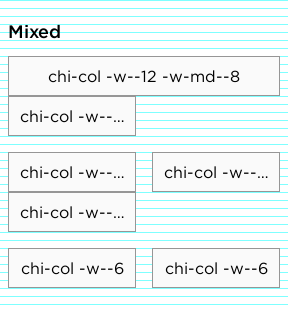 Mixed
chi-col -w--12 -w-md--8
chi-col -w--...
chi-col -w--... chi-col -w--...
chi-col -w--...
chi-col -w--6 chi-col -w--6